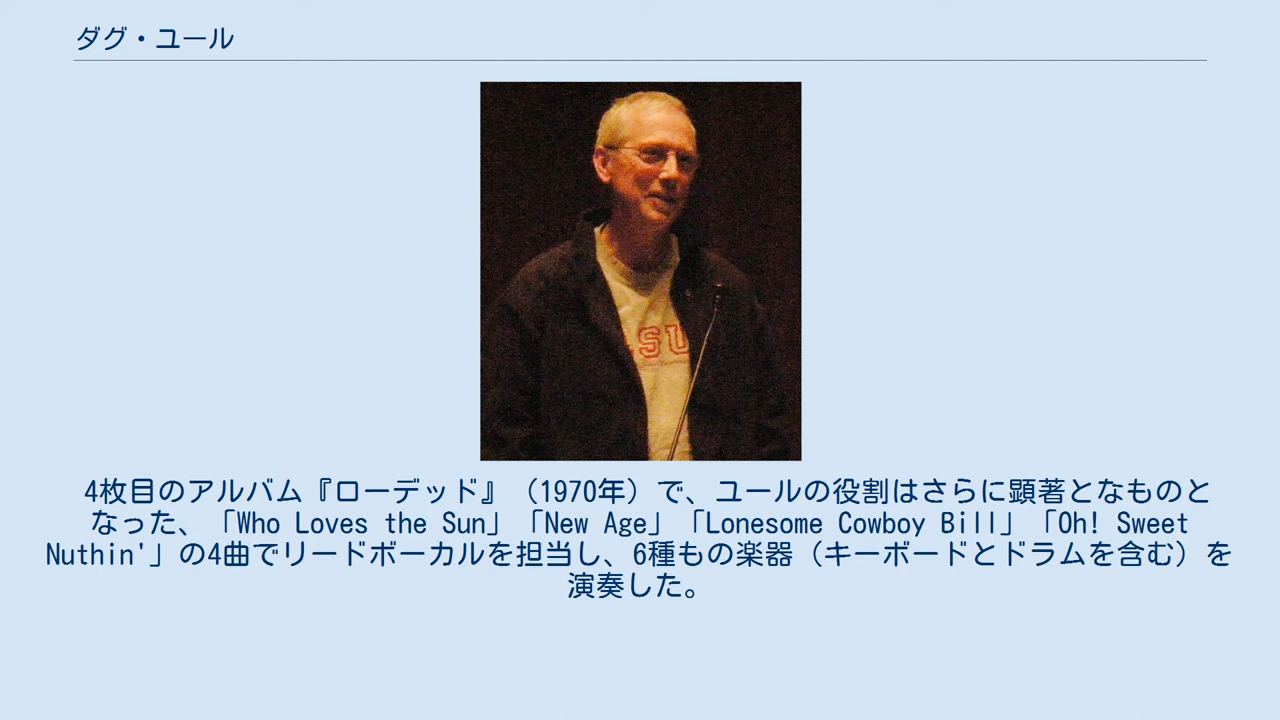 ダグ・ユール
SU
4枚目のアルバム『ローデッド』（1970年）で、ユールの役割はさらに顕著となものと
なった、「Who Loves the Sun」「New Age」「Lonesome Cowboy Bill」「Oh! Sweet
Nuthin'」の4曲でリードボーカルを担当し、6種もの楽器（キーボードとドラムを含む）を
演奏した。